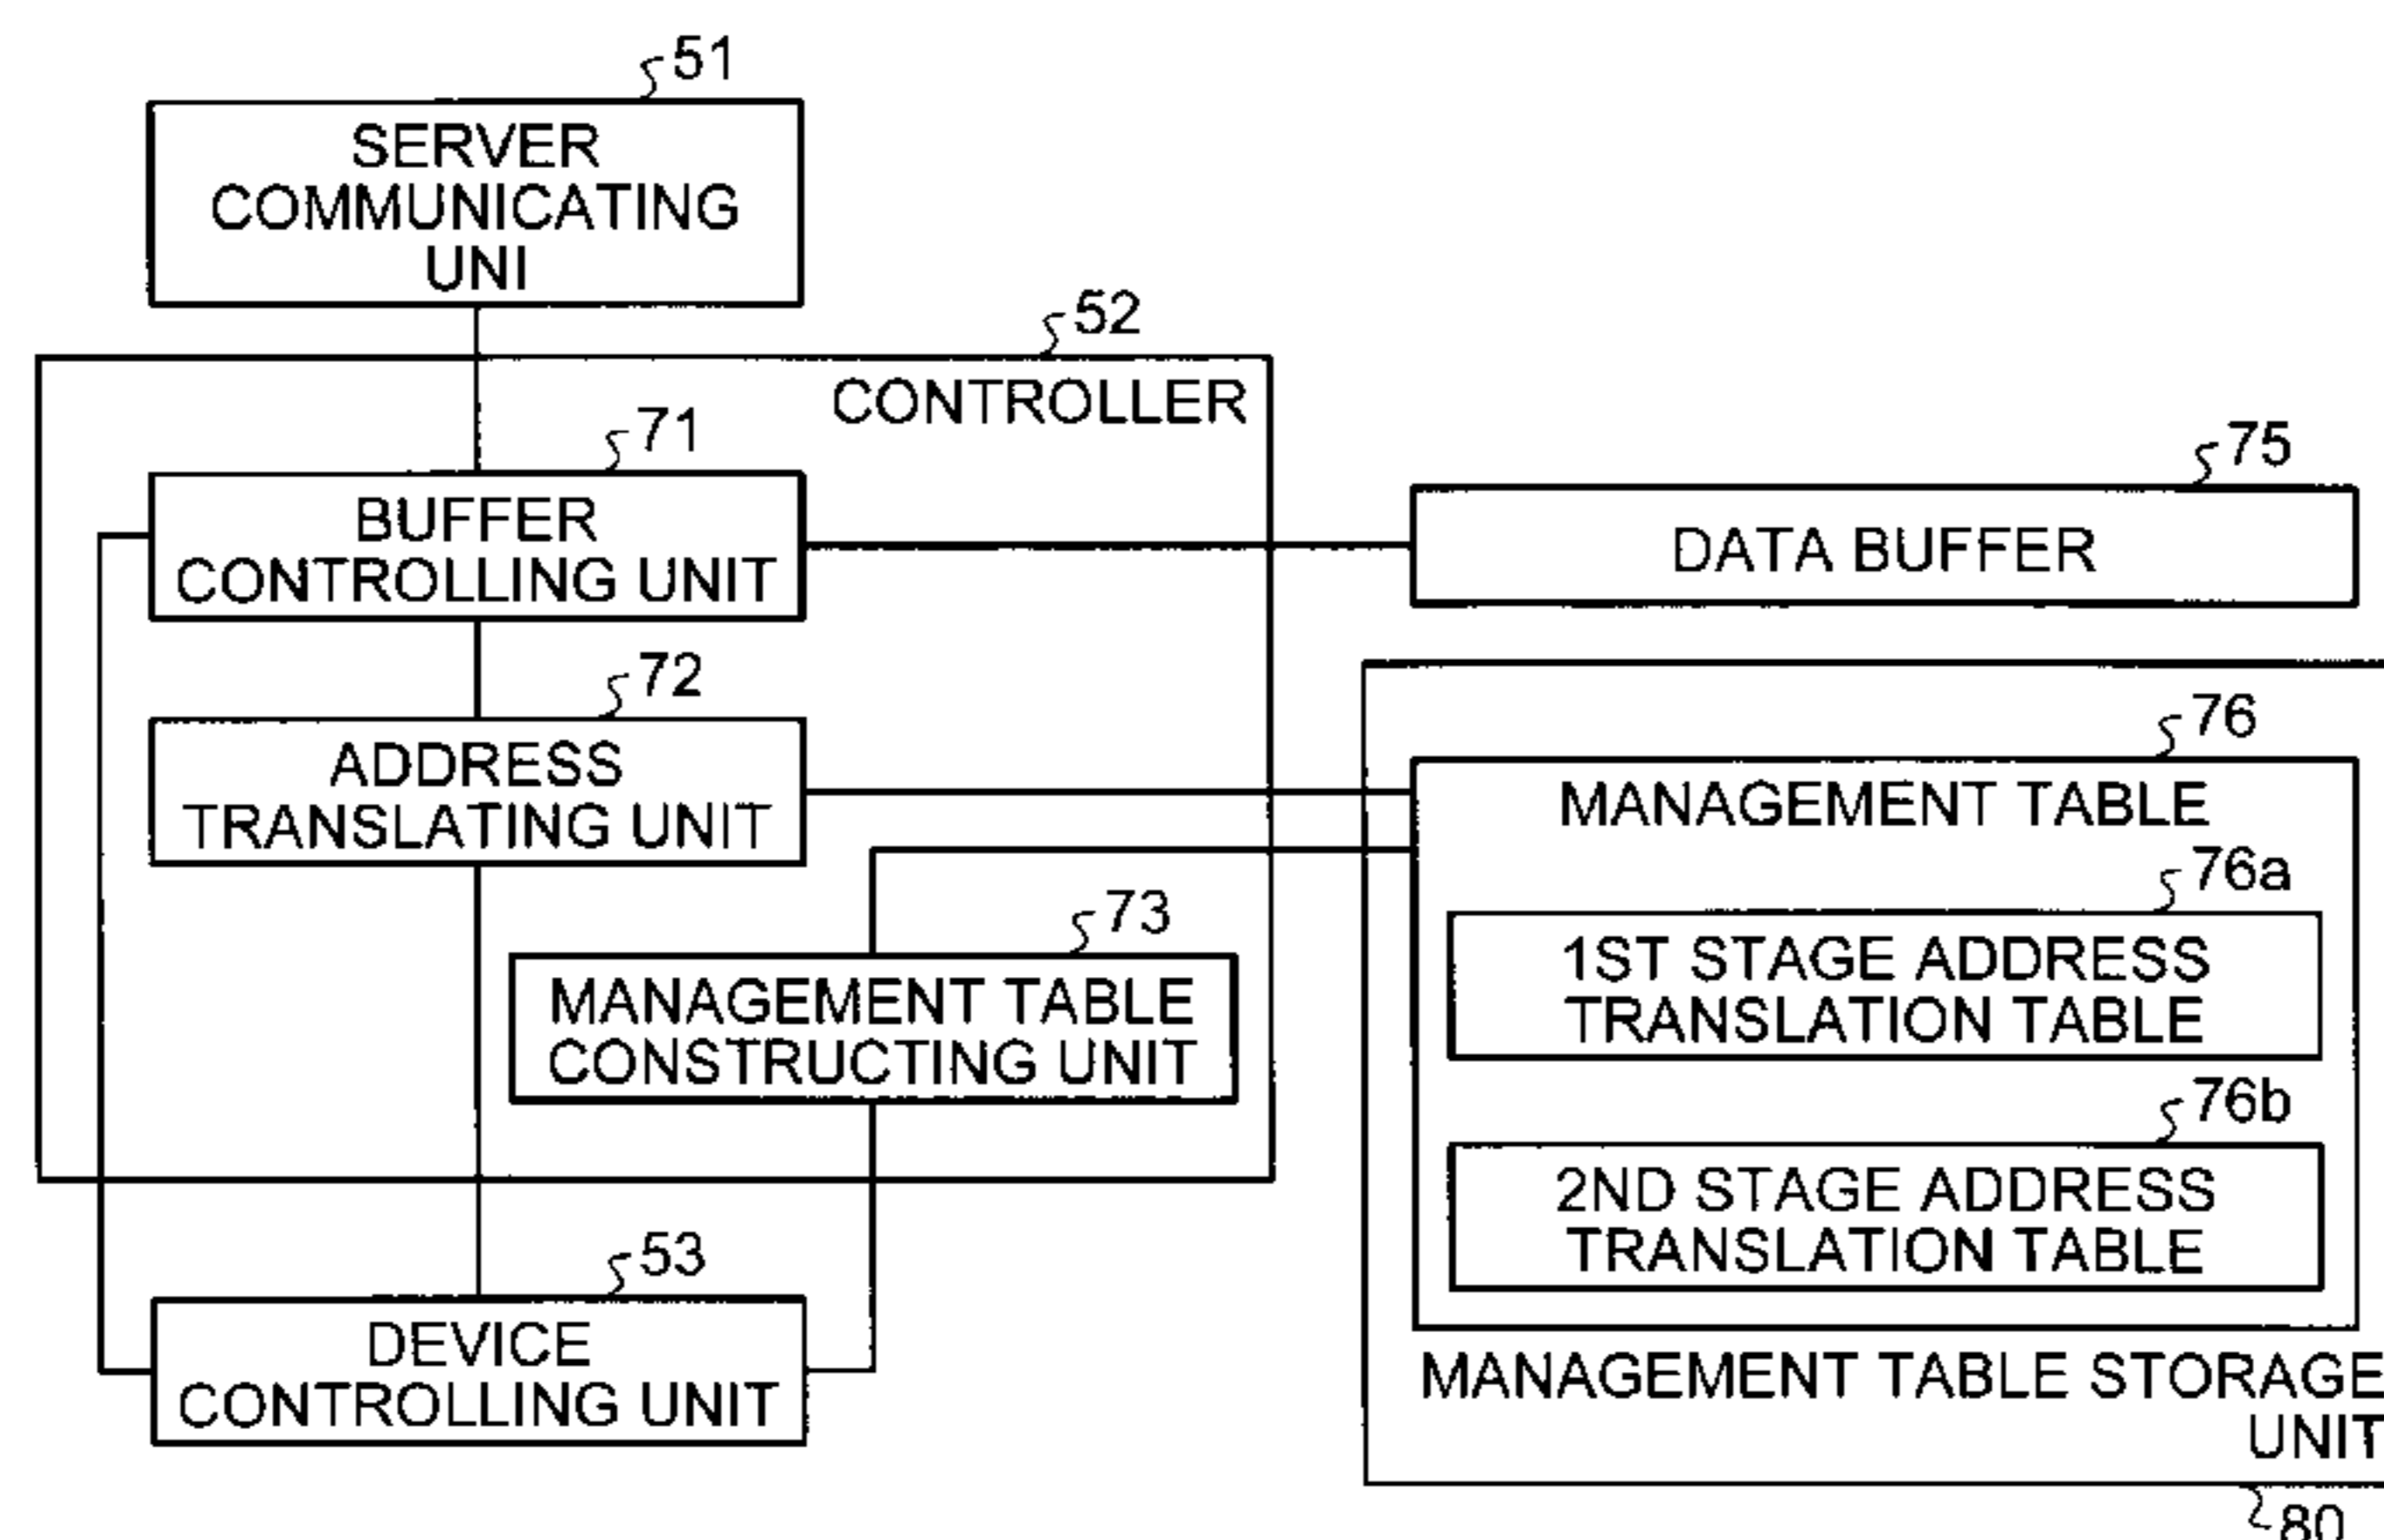 51
SERVER
COMMUNICATING
UNI
52
CONTROLLER
71
BUFFER
CONTROLLING UNIT
75
DATA BUFFER
72
ADDRESS
TRANSLATING UNIT
76
MANAGEMENT TABLE
76a
1ST STAGE ADDRESS
TRANSLATION TABLE
73
MANAGEMENT TABLE
CONSTRUCTING UNIT
76b
2ND STAGE ADDRESS
TRANSLATION TABLE
53
DEVICE
CONTROLLING UNIT
MANAGEMENT TABLE STORAGE
UNIT
80